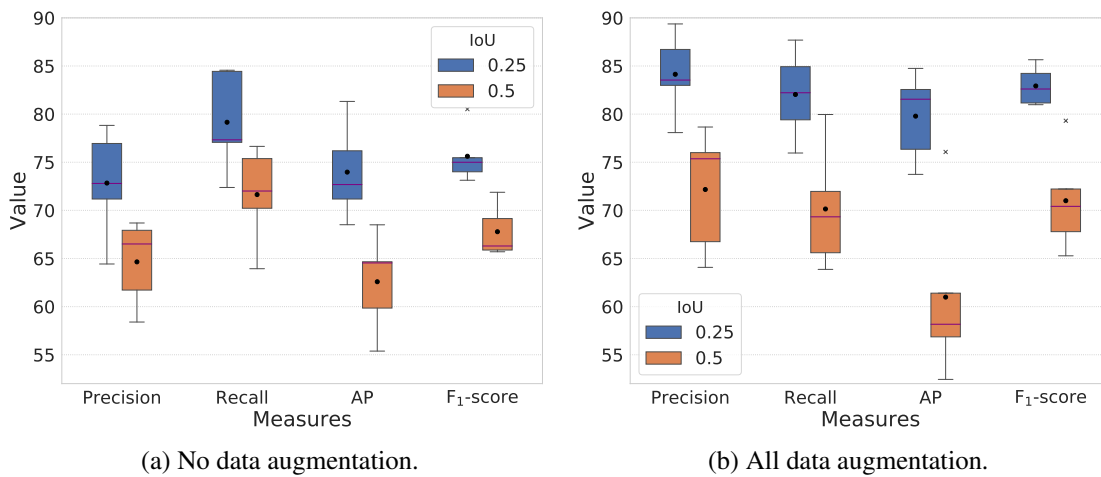 90
85
80
75
70
65
60
55
Value
IoU
0.25
0.5
Precision
Recall
AP
F₁-score
Measures
(a) No data augmentation.
90
85
80
75
70
65
60
55
Value
IoU
0.25
0.5
Precision
Recall
AP
F₁-score
Measures
(b) All data augmentation.